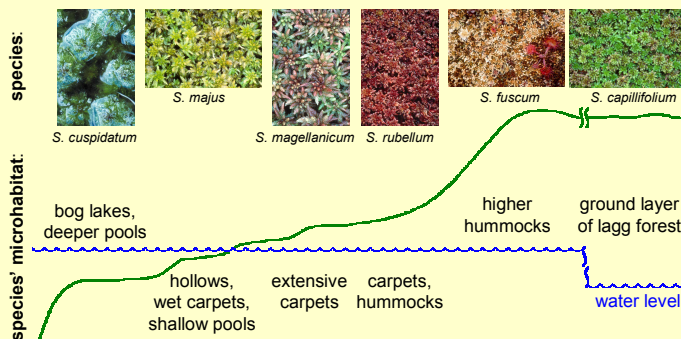 species:
S. cuspidatum
S. majus
S. magellanicum
S. rubellum
S. fuscum
S. capillifolium
species' microhabitat:
bog lakes,
deeper pools
hollows,
wet carpets,
shallow pools
extensive
carpets
carpets,
hummocks
higher
hummocks
ground layer
of lagg forest
water level